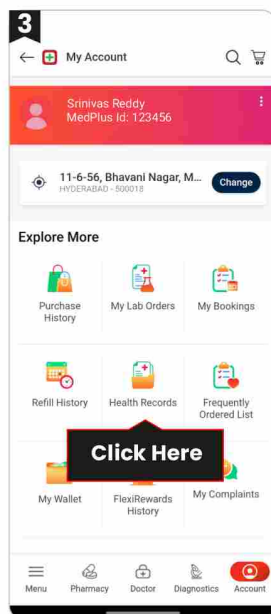 3
My Account
Srinivas Reddy
MedPlus Id: 123456
11-6-56, Bhavani Nagar, M...
Change
HYDERABAD - 500018
Explore More
Purchase
History
My Lab Orders
My Bookings
Refill History
Health Records
Frequently
Ordered List
Click Here
My Wallet
FlexiRewards
History
My Complaints
Menu
Pharmacy
Doctor
Diagnostics
Account